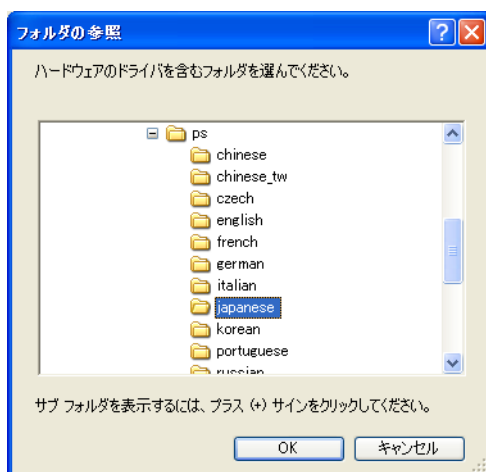 フォルダの参照
ハードウェアのドライバを含むフォルダを選んでください。
ps
chinese
chinese_tw
czech
english
french
german
italian
japanese
korean
portuguese
russian
サブ フォルダを表示するには、プラス (+) サインをクリックしてください。
OK
キャンセル